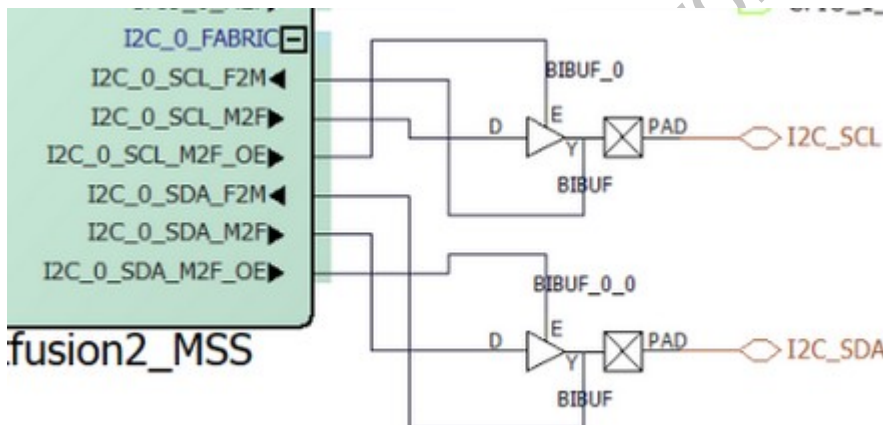 I2C_0_FABRIC
I2C_0_SCL_F2M
I2C_0_SCL_M2F
I2C_0_SCL_M2F_OE
I2C_0_SDA_F2M
I2C_0_SDA_M2F
I2C_0_SDA_M2F_OE
fusion2_MSS
BIBUF_0
D
E
Y
PAD
I2C_SCL
BIBUF
BIBUF_0_0
D
E
Y
PAD
I2C_SDA
BIBUF